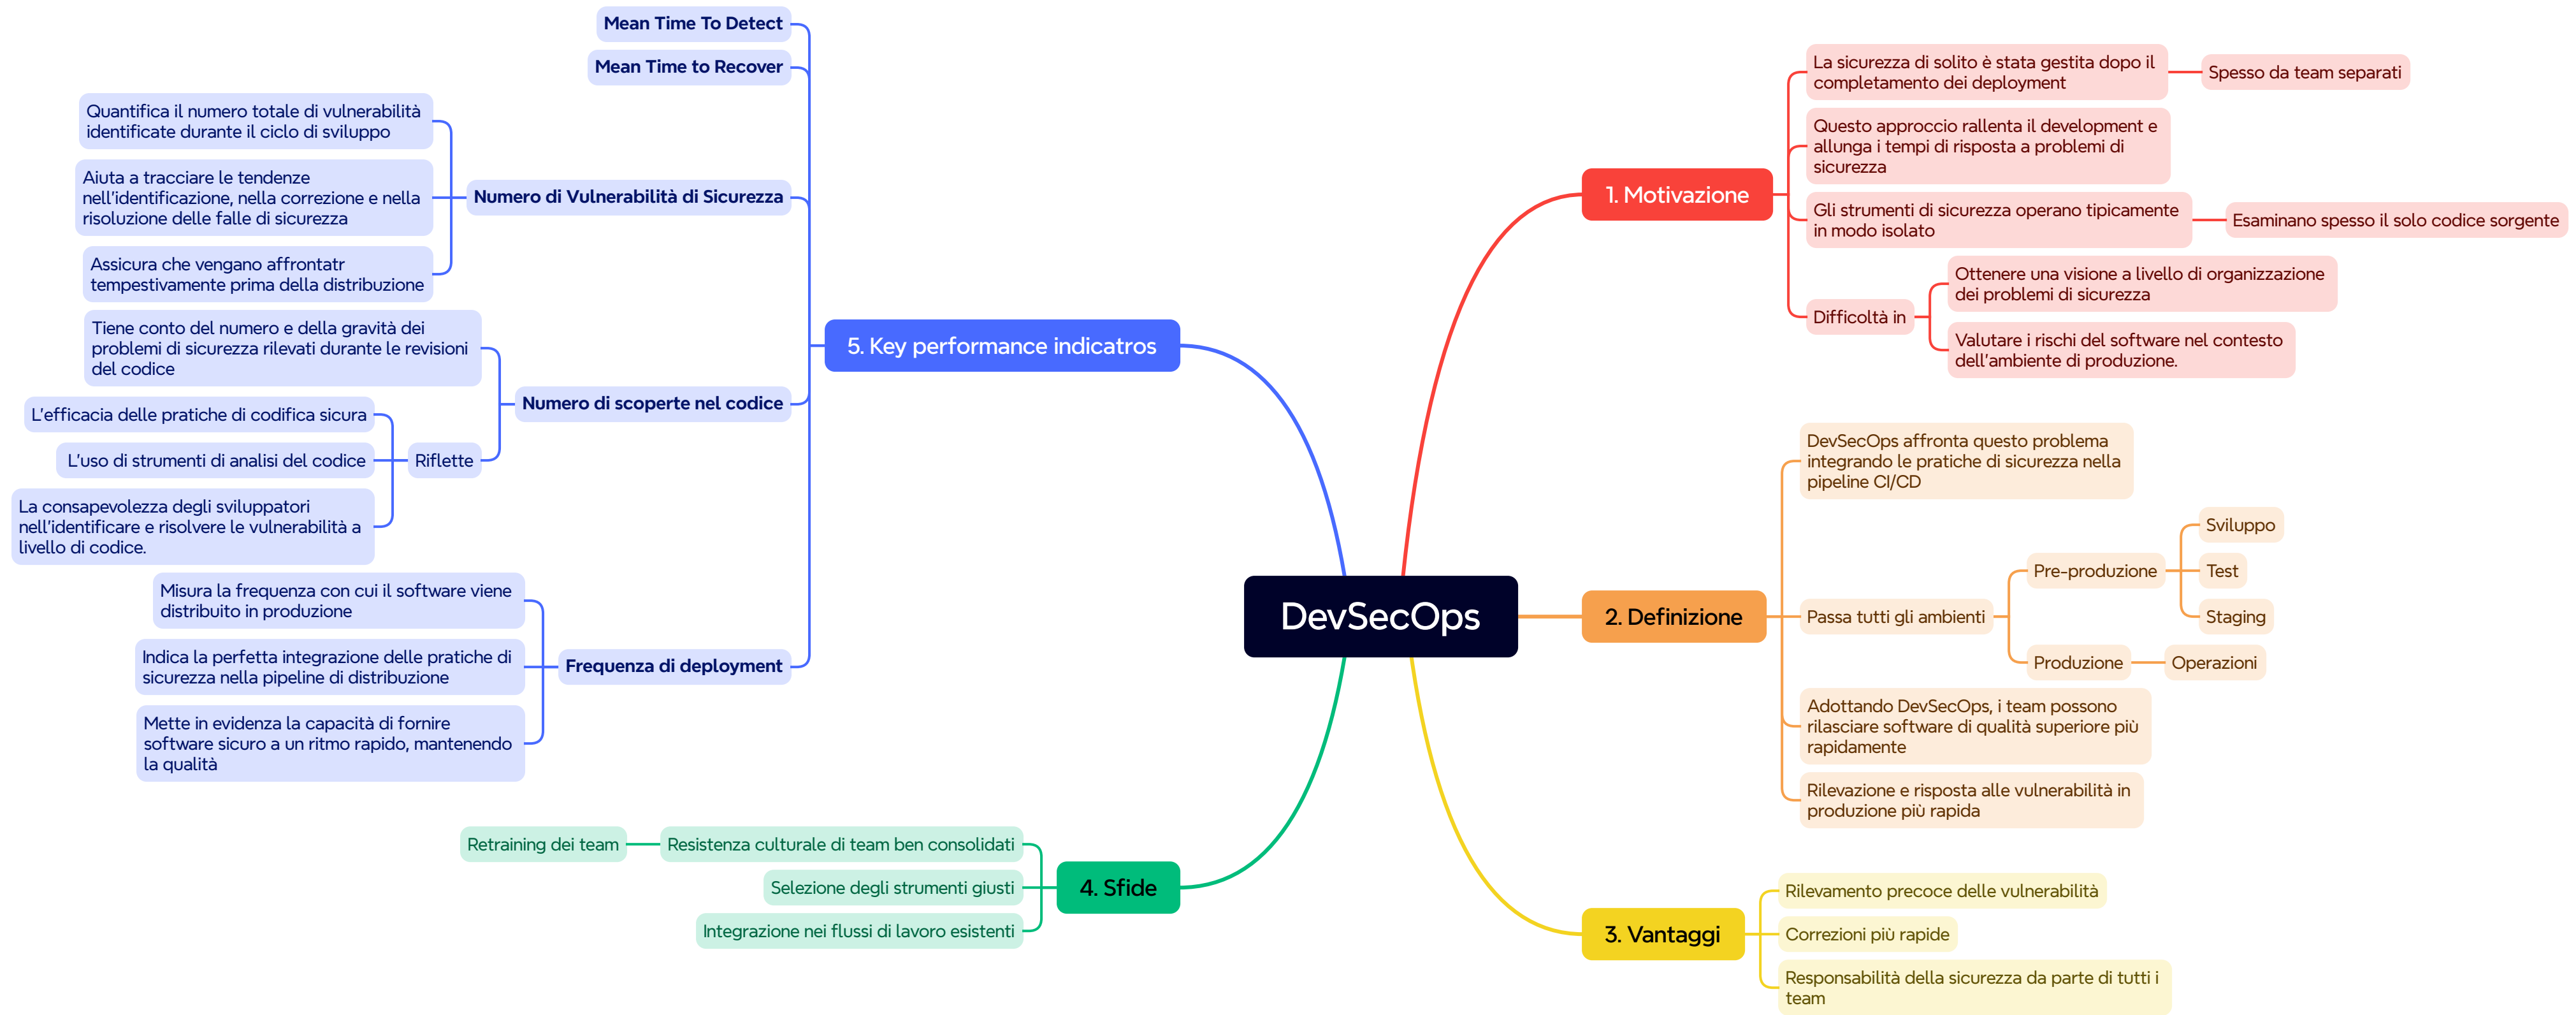 DevSecOps
1. Motivazione
La sicurezza di solito è stata gestita dopo il
completamento dei deployment
Spesso da team separati
Questo approccio rallenta il development e
allunga i tempi di risposta a problemi di
sicurezza
Gli strumenti di sicurezza operano tipicamente
in modo isolato
Esaminano spesso il solo codice sorgente
Difficoltà in
Ottenere una visione a livello di organizzazione
dei problemi di sicurezza
Valutare i rischi del software nel contesto
dell'ambiente di produzione.
2. Definizione
DevSecOps affronta questo problema
integrando le pratiche di sicurezza nella
pipeline CI/CD
Passa tutti gli ambienti
Pre-produzione
Sviluppo
Test
Staging
Produzione
Operazioni
Adottando DevSecOps, i team possono
rilasciare software di qualità superiore più
rapidamente
Rilevazione e risposta alle vulnerabilità in
produzione più rapida
3. Vantaggi
Rilevamento precoce delle vulnerabilità
Correzioni più rapide
Responsabilità della sicurezza da parte di tutti i
team
4. Sfide
Resistenza culturale di team ben consolidati
Retraining dei team
Selezione degli strumenti giusti
Integrazione nei flussi di lavoro esistenti
5. Key performance indicatros
Mean Time To Detect
Mean Time to Recover
Numero di Vulnerabilità di Sicurezza
Quantifica il numero totale di vulnerabilità
identificate durante il ciclo di sviluppo
Aiuta a tracciare le tendenze
nell'identificazione, nella correzione e nella
risoluzione delle falle di sicurezza
Assicura che vengano affrontatr
tempestivamente prima della distribuzione
Numero di scoperte nel codice
Tiene conto del numero e della gravità dei
problemi di sicurezza rilevati durante le revisioni
del codice
Riflette
L'efficacia delle pratiche di codifica sicura
L'uso di strumenti di analisi del codice
La consapevolezza degli sviluppatori
nell'identificare e risolvere le vulnerabilità a
livello di codice.
Frequenza di deployment
Misura la frequenza con cui il software viene
distribuito in produzione
Indica la perfetta integrazione delle pratiche di
sicurezza nella pipeline di distribuzione
Mette in evidenza la capacità di fornire
software sicuro a un ritmo rapido, mantenendo
la qualità